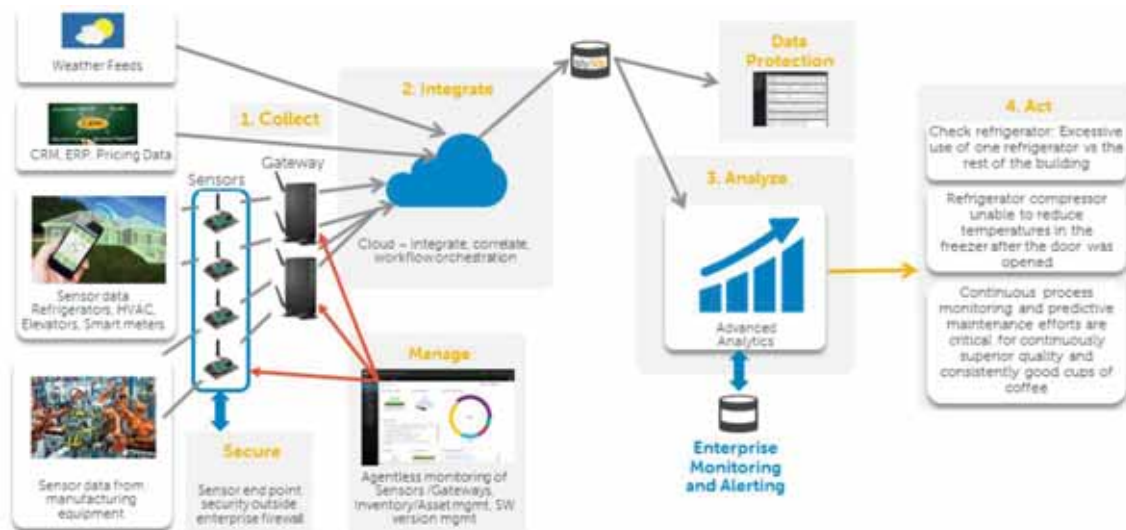 Weather Feeds
CRM, ERP, Pricing Data
Sensor data
Refrigerators, HVAC,
Elevators, Smart meters
Sensor data from
manufacturing
equipment
1. Collect
Gateway
Sensors
Secure
Sensor end point
security outside
enterprise firewall
2: Integrate
Cloud – Integrate, correlate,
workflow orchestration
Manage
Agentless monitoring of
Sensors /Gateways,
Inventory/Asset mgmt, SW
version mgmt
Data
Protection
3. Analyze
Advanced
Analytics
Enterprise
Monitoring
and Alerting
4. Act
Check refrigerator: Excessive
use of one refrigerator vs the
rest of the building
Refrigerator compressor
unable to reduce
temperatures in the
freezer after the door was
opened
Continuous process
monitoring and predictive
maintenance efforts are
critical for continuously
superior quality and
consistently good cups of
coffee